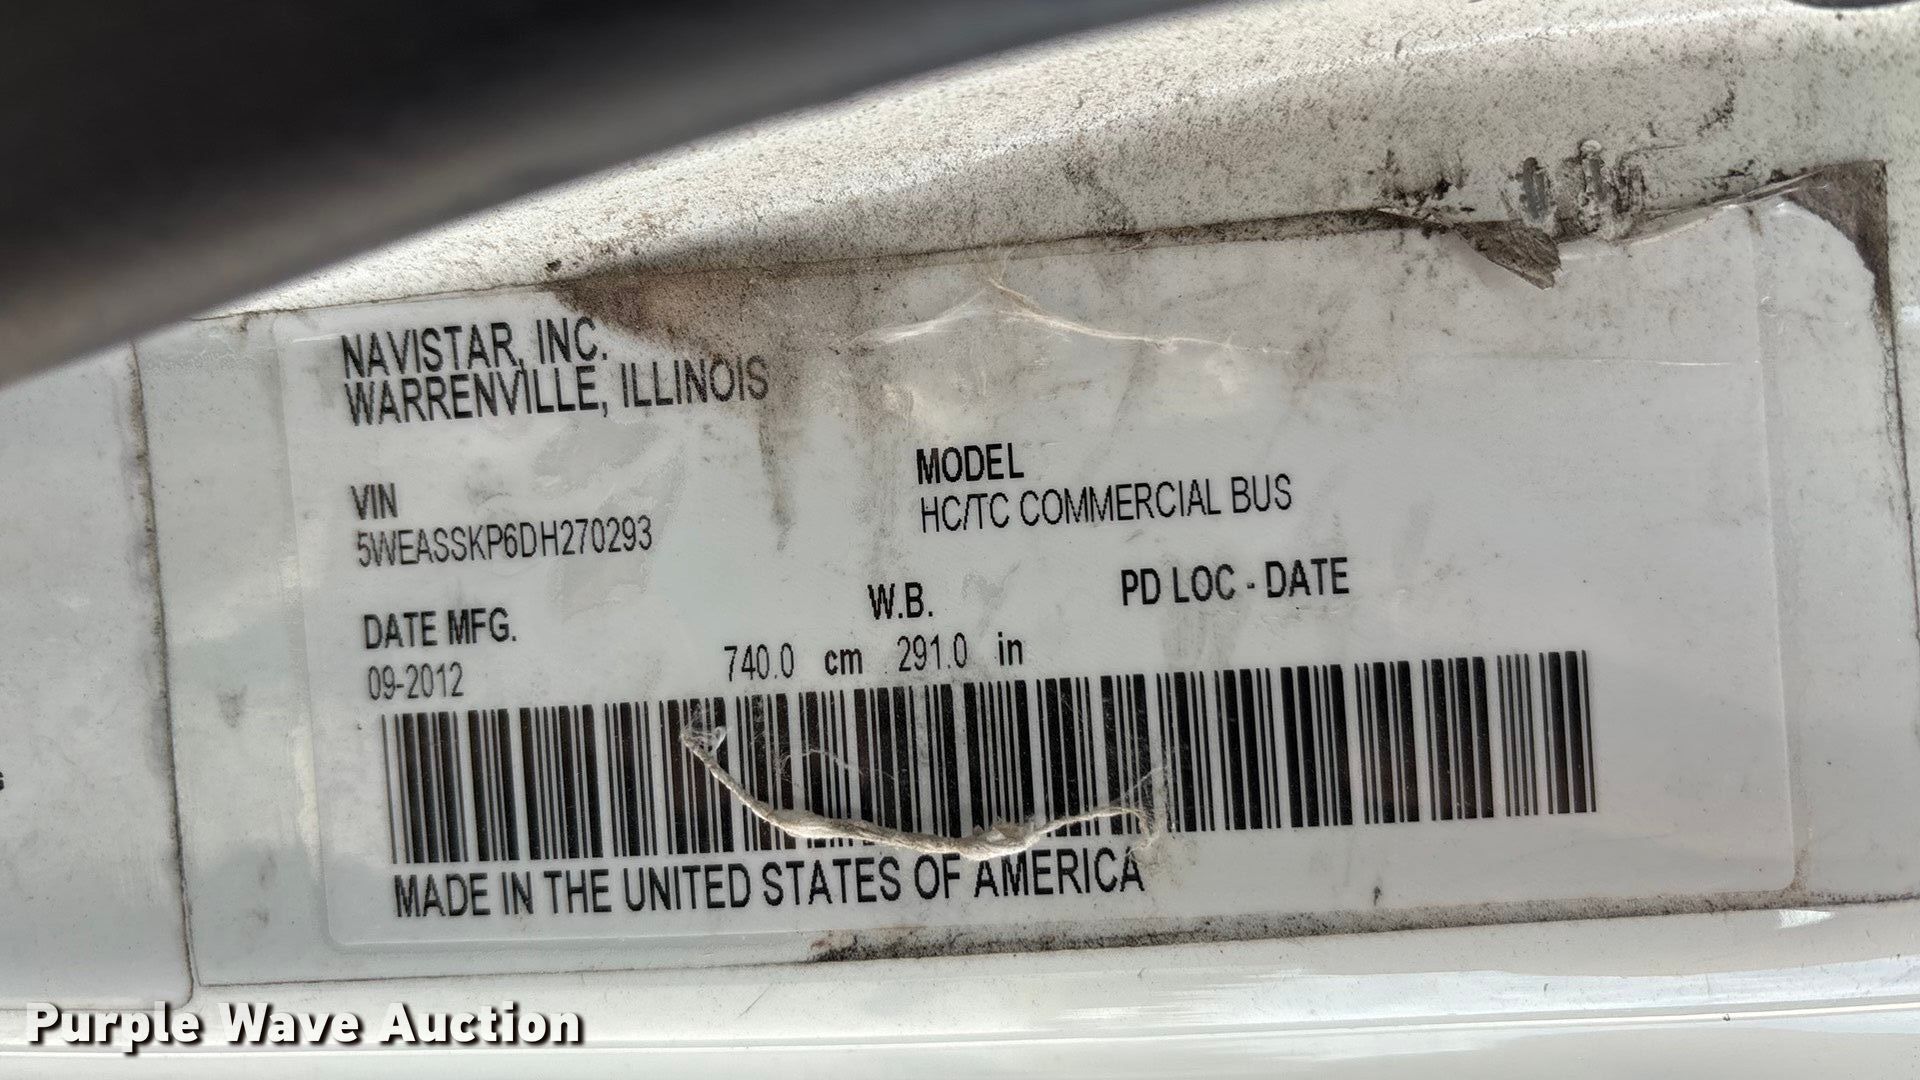 NAVISTAR, INC.
WARRENVILLE, ILLINOIS
VIN
5WEASSKP6DH270293
MODEL
HC/TC COMMERCIAL BUS
DATE MFG.
09-2012
W.B.
740.0 cm 291.0 in
PD LOC - DATE
MADE IN THE UNITED STATES OF AMERICA
Purple Wave Auction